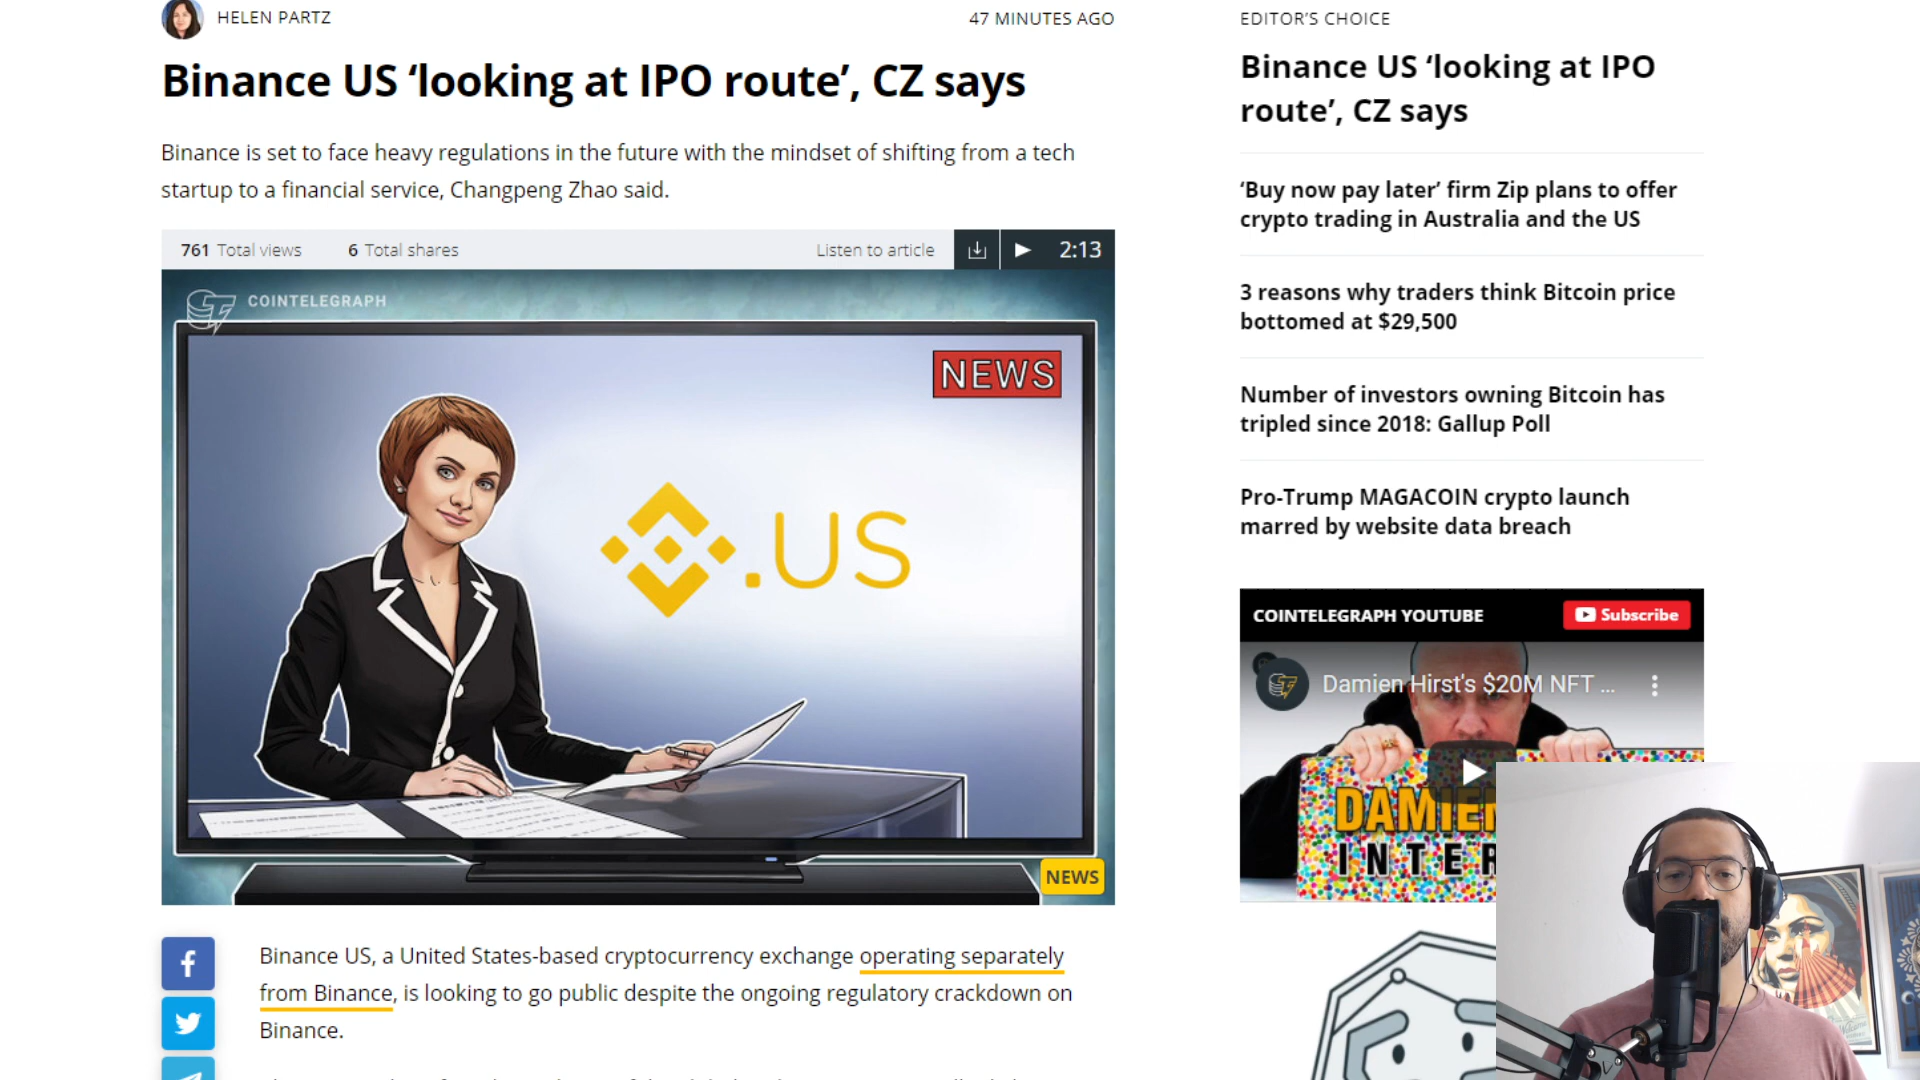 HELEN PARTZ
47 MINUTES AGO
Binance US ‘looking at IPO route’, CZ says
Binance is set to face heavy regulations in the future with the mindset of shifting from a tech
startup to a financial service, Changpeng Zhao said.
761 Total views
6 Total shares
Listen to article
2:13
COINTELEGRAPH
NEWS
.US
NEWS
Binance US, a United States-based cryptocurrency exchange operating separately
from Binance, is looking to go public despite the ongoing regulatory crackdown on
Binance.
EDITOR’S CHOICE
Binance US ‘looking at IPO
route’, CZ says
‘Buy now pay later’ firm Zip plans to offer
crypto trading in Australia and the US
3 reasons why traders think Bitcoin price
bottomed at $29,500
Number of investors owning Bitcoin has
tripled since 2018: Gallup Poll
Pro-Trump MAGACOIN crypto launch
marred by website data breach
COINTELEGRAPH YOUTUBE
Subscribe
Damien Hirst's $20M NFT ...